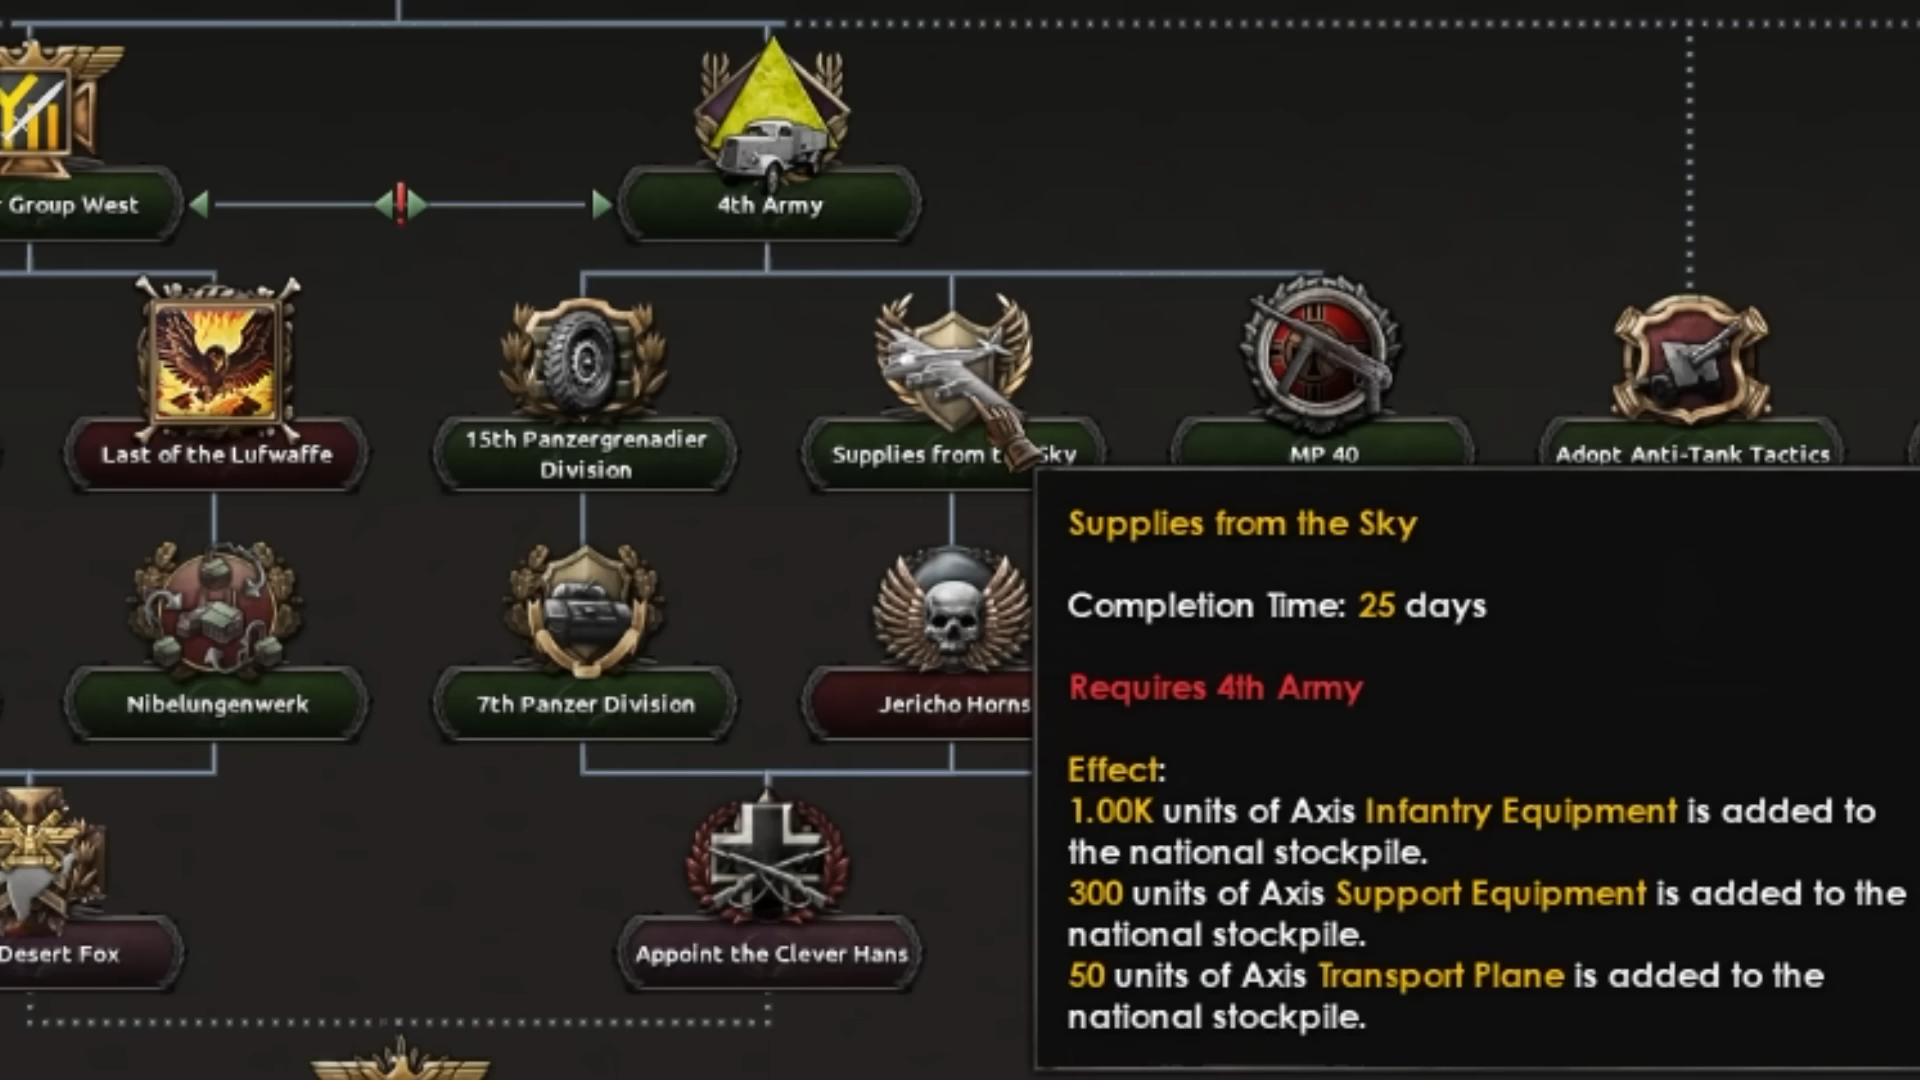 Group West
4th Army
Last of the Lufwaffe
15th Panzergrenadier
Division
Supplies from t Sky
MP 40
Adopt Anti-Tank Tactics
Supplies from the Sky
Completion Time: 25 days
Requires 4th Army
Effect:
1.00K units of Axis Infantry Equipment is added to
the national stockpile.
300 units of Axis Support Equipment is added to the
national stockpile.
50 units of Axis Transport Plane is added to the
national stockpile.
Nibelungenwerk
7th Panzer Division
Jericho Horns
Desert Fox
Appoint the Clever Hans